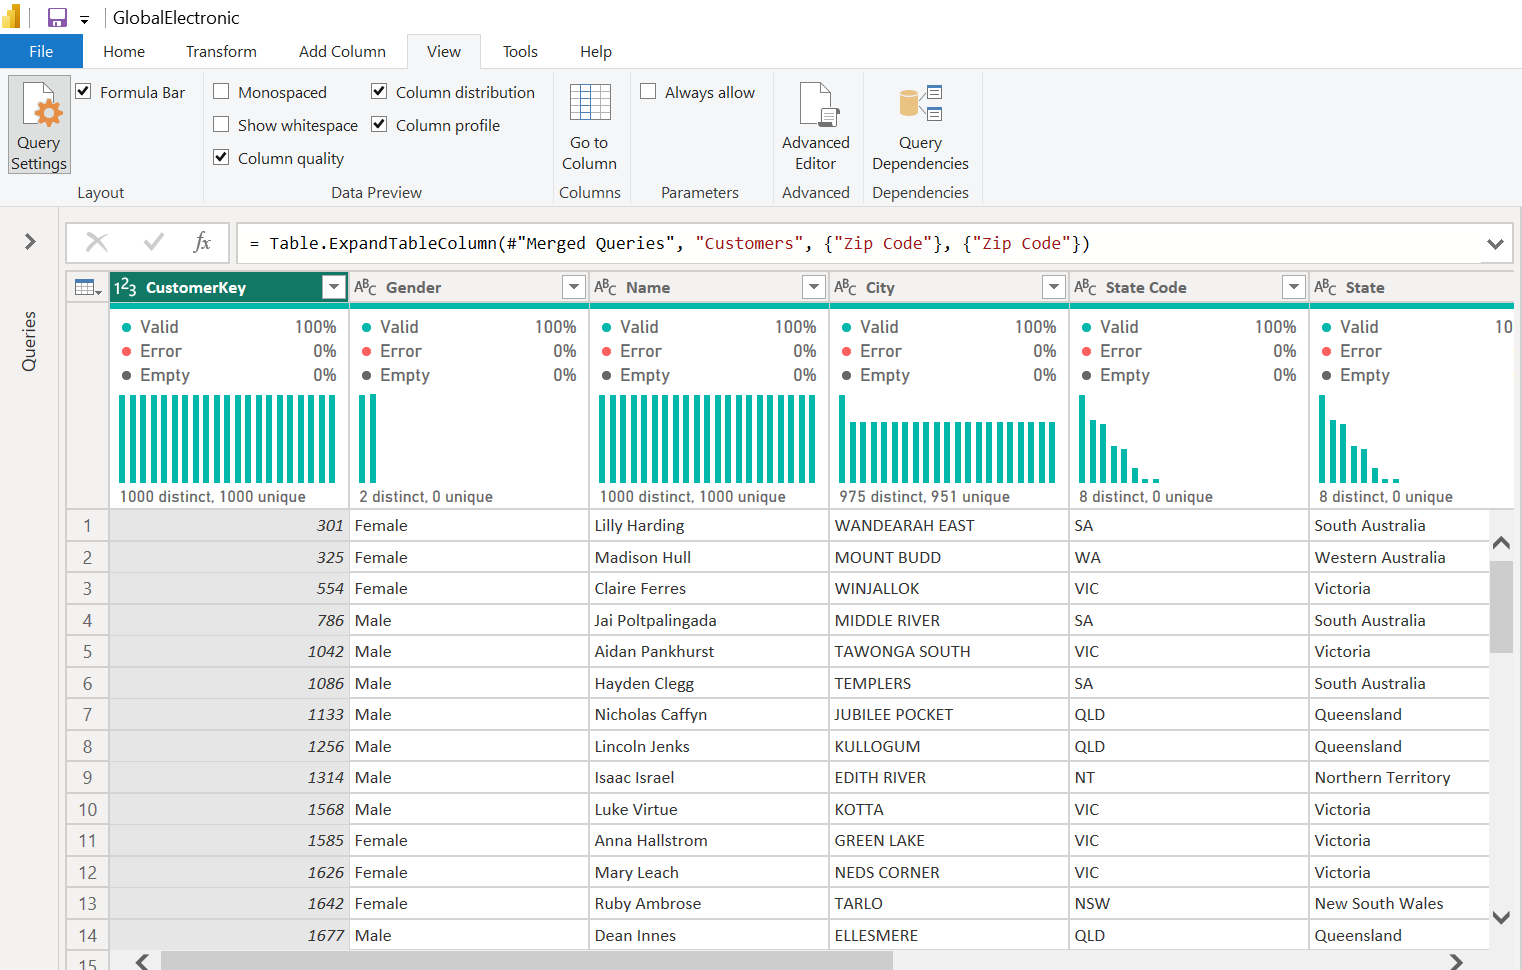 GlobalElectronic
File Home Transform Add Column View Tools Help
Formula Bar Monospaced Column distribution Always allow
Show whitespace Column profile
Query Settings Column quality Go to Column Advanced Editor Query Dependencies
Layout Data Preview Columns Parameters Advanced Dependencies
fx = Table.ExpandTableColumn(#"Merged Queries", "Customers", {"Zip Code"}, {"Zip Code"})
Queries
123 CustomerKey ABC Gender ABC Name ABC City ABC State Code ABC State
Valid 100% Valid 100% Valid 100% Valid 100% Valid 100% Valid 10
Error 0% Error 0% Error 0% Error 0% Error 0% Error
Empty 0% Empty 0% Empty 0% Empty 0% Empty 0% Empty
1000 distinct, 1000 unique 2 distinct, 0 unique 1000 distinct, 1000 unique 975 distinct, 951 unique 8 distinct, 0 unique 8 distinct, 0 unique
1 301 Female Lilly Harding WANDEARAH EAST SA South Australia
2 325 Female Madison Hull MOUNT BUDD WA Western Australia
3 554 Female Claire Ferres WINJALLOK VIC Victoria
4 786 Male Jai Poltpalingada MIDDLE RIVER SA South Australia
5 1042 Male Aidan Pankhurst TAWONGA SOUTH VIC Victoria
6 1086 Male Hayden Clegg TEMPLERS SA South Australia
7 1133 Male Nicholas Caffyn JUBILEE POCKET QLD Queensland
8 1256 Male Lincoln Jenks KULLOGUM QLD Queensland
9 1314 Male Isaac Israel EDITH RIVER NT Northern Territory
10 1568 Male Luke Virtue KOTTA VIC Victoria
11 1585 Female Anna Hallstrom GREEN LAKE VIC Victoria
12 1626 Female Mary Leach NEDS CORNER VIC Victoria
13 1642 Female Ruby Ambrose TARLO NSW New South Wales
14 1677 Male Dean Innes ELLESMERE QLD Queensland
15